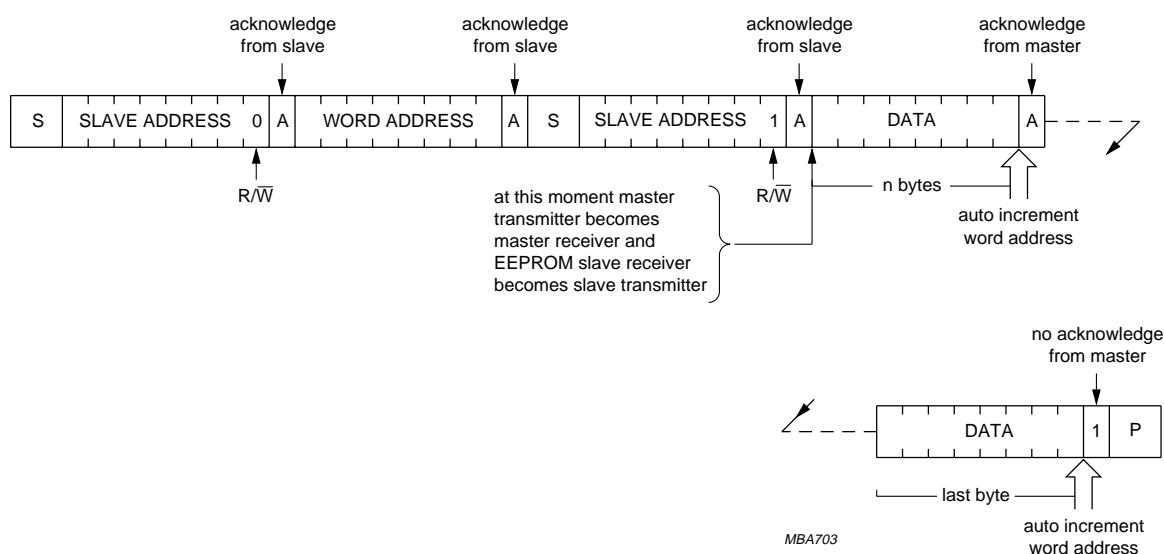 acknowledge
from slave
acknowledge
from slave
acknowledge
from slave
acknowledge
from master
S SLAVE ADDRESS 0 A WORD ADDRESS A S SLAVE ADDRESS 1 A DATA A
R/W̅
R/W̅
n bytes
at this moment master
transmitter becomes
master receiver and
EEPROM slave receiver
becomes slave transmitter
auto increment
word address
no acknowledge
from master
DATA 1 P
last byte
auto increment
word address
MBA703